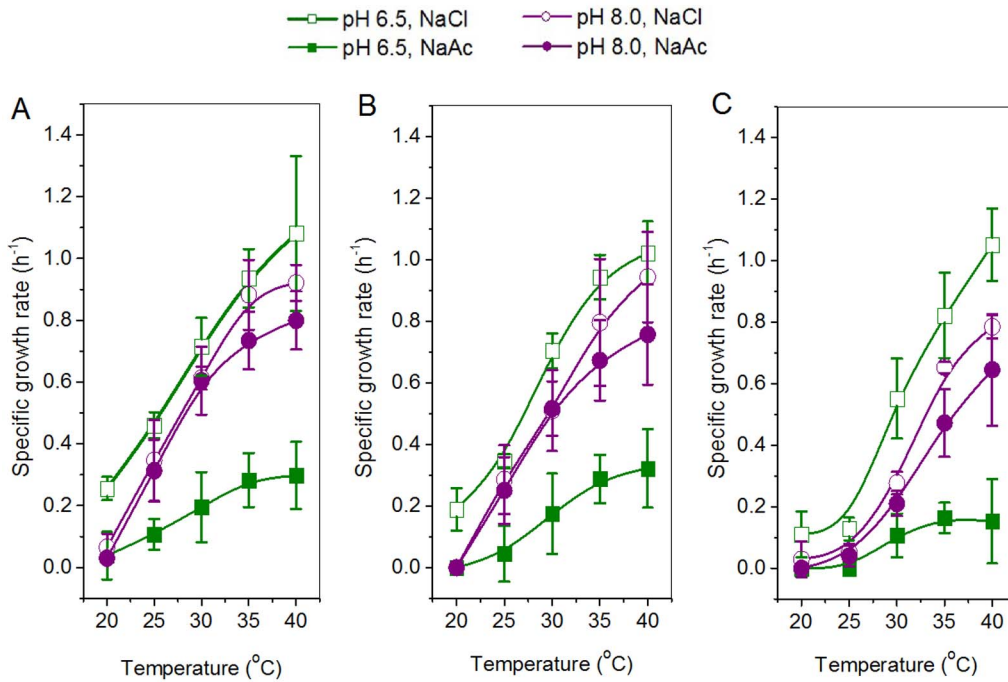 pH 6.5, NaCl
pH 8.0, NaCl
pH 6.5, NaAc
pH 8.0, NaAc
A
Specific growth rate (h⁻¹)
1.4
1.2
1.0
0.8
0.6
0.4
0.2
0.0
20 25 30 35 40
Temperature (°C)
B
Specific growth rate (h⁻¹)
1.4
1.2
1.0
0.8
0.6
0.4
0.2
0.0
20 25 30 35 40
Temperature (°C)
C
Specific growth rate (h⁻¹)
1.4
1.2
1.0
0.8
0.6
0.4
0.2
0.0
20 25 30 35 40
Temperature (°C)